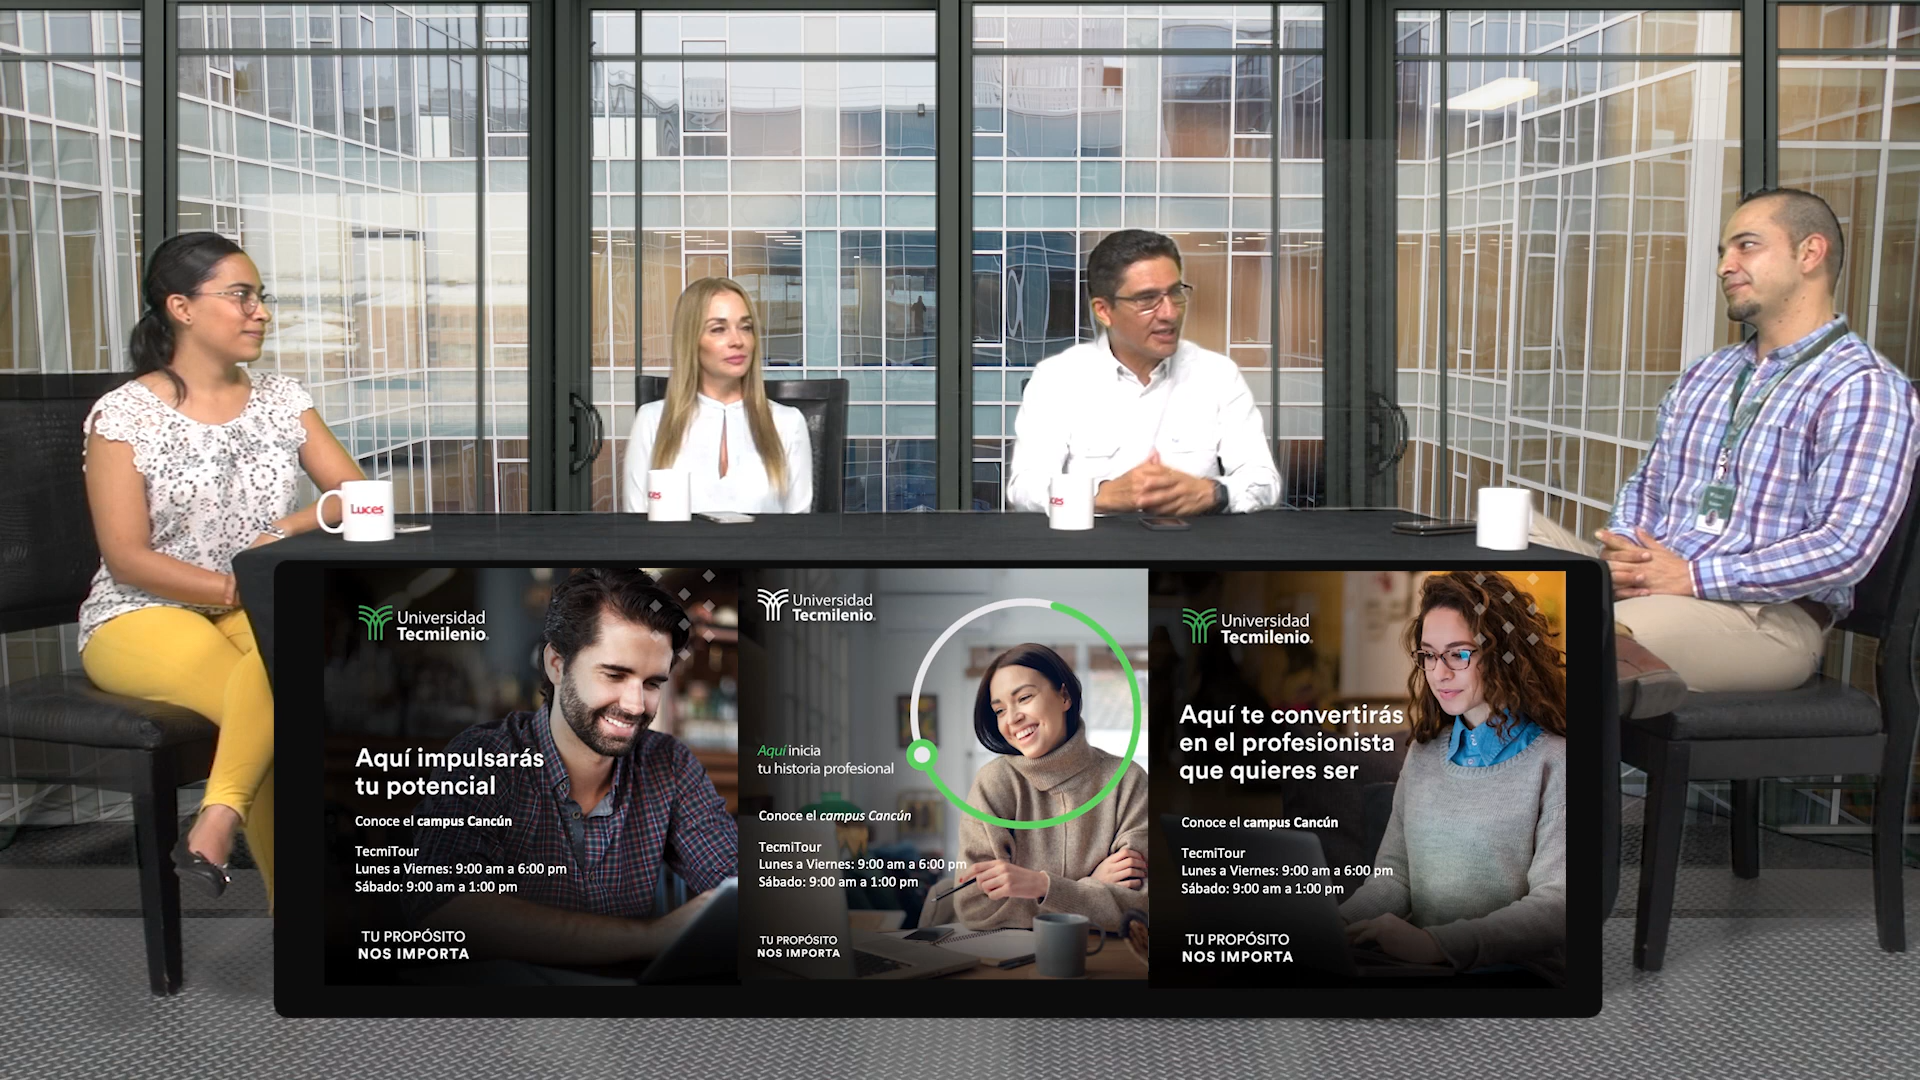 Luces
ces
ces
Universidad
Tecmilenio
Aquí impulsarás
tu potencial
Conoce el campus Cancún
TecmiTour
Lunes a Viernes: 9:00 am a 6:00 pm
Sábado: 9:00 am a 1:00 pm
TU PROPÓSITO
NOS IMPORTA
Universidad
Tecmilenio
Aquí inicia
tu historia profesional
Conoce el campus Cancún
TecmiTour
Lunes a Viernes: 9:00 am a 6:00 pm
Sábado: 9:00 am a 1:00 pm
TU PROPÓSITO
NOS IMPORTA
Universidad
Tecmilenio
Aquí te convertirás
en el profesionista
que quieres ser
Conoce el campus Cancún
TecmiTour
Lunes a Viernes: 9:00 am a 6:00 pm
Sábado: 9:00 am a 1:00 pm
TU PROPÓSITO
NOS IMPORTA